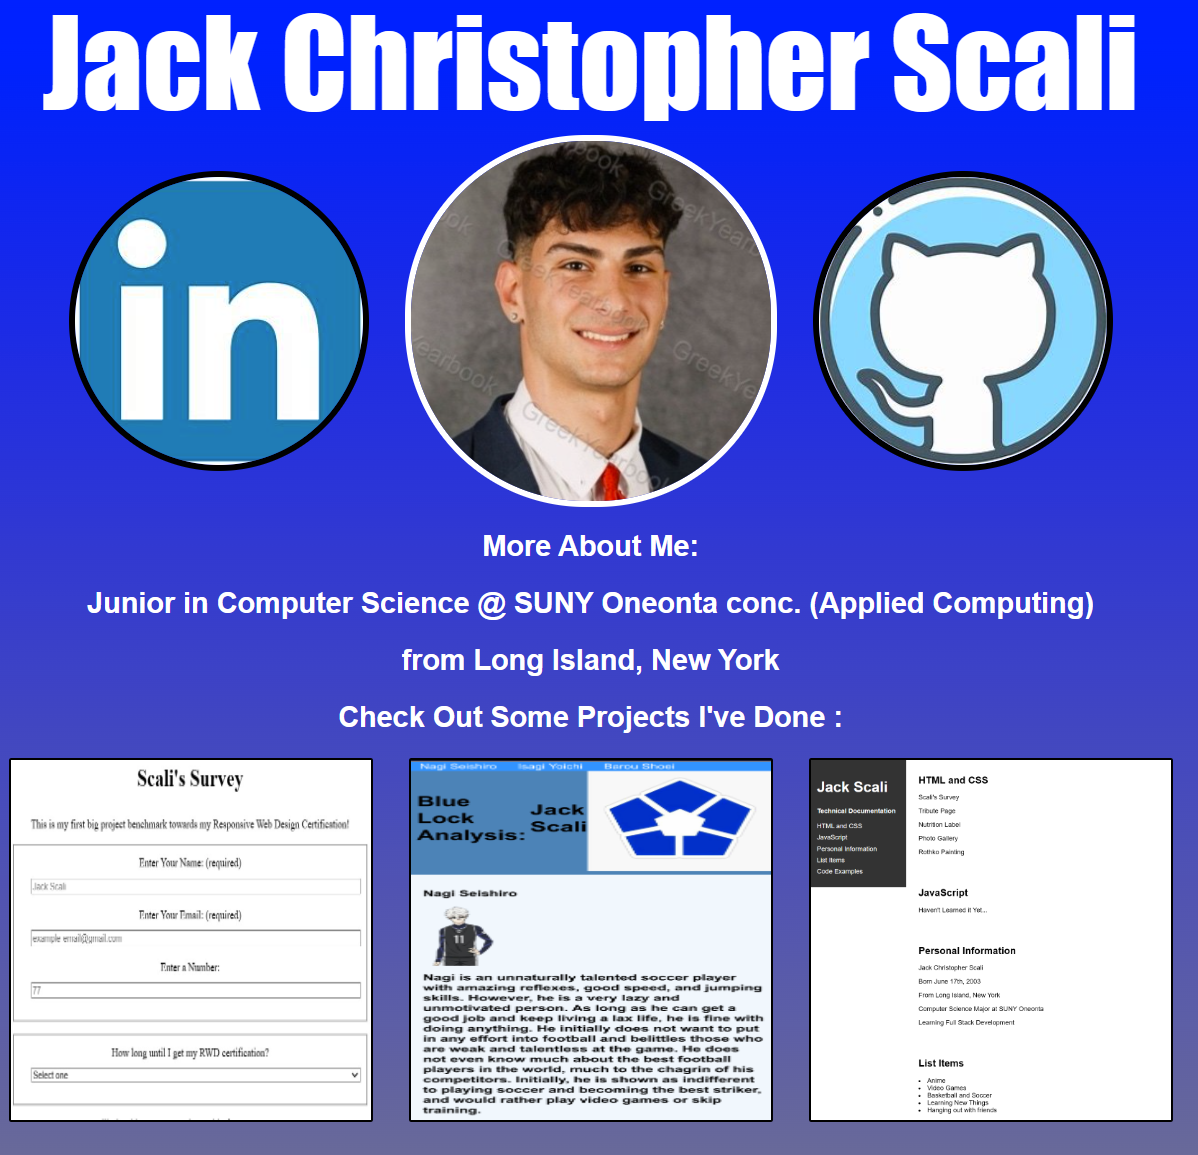 Jack Christopher Scali
in
GreekYearbook
GreekYearbook
GreekYearbook
More About Me:
Junior in Computer Science @ SUNY Oneonta conc. (Applied Computing)
from Long Island, New York
Check Out Some Projects I've Done :
Scali's Survey
This is my first big project benchmark towards my Responsive Web Design Certification!
Enter Your Name: (required)
Jack Scali
Enter Your Email: (required)
example email@gmail.com
Enter a Number:
77
How long until I get my RWD certification?
Select one
Nagi Seishiro Isagi Yoichi Barou Shoei
Blue
Lock
Analysis:
Jack
Scali
Nagi Seishiro
11
Nagi is an unnaturally talented soccer player
with amazing reflexes, good speed, and jumping
skills. However, he is a very lazy and
unmotivated person. As long as he can get a
good job and keep living a lax life, he is fine with
doing anything. He initially does not want to put
in any effort into football and belittles those who
are weak and talentless at the game. He does
not even know much about the best football
players in the world, much to the chagrin of his
competitors. Initially, he is shown as indifferent
to playing soccer and becoming the best striker,
and would rather play video games or skip
training.
Jack Scali
Technical Documentation
HTML and CSS
JavaScript
Personal Information
List Items
Code Examples
HTML and CSS
Scali's Survey
Tribute Page
Nutrition Label
Photo Gallery
Rothko Painting
JavaScript
Haven't Learned it Yet...
Personal Information
Jack Christopher Scali
Born June 17th, 2003
From Long Island, New York
Computer Science Major at SUNY Oneonta
Learning Full Stack Development
List Items
Anime
Video Games
Basketball and Soccer
Learning New Things
Hanging out with friends